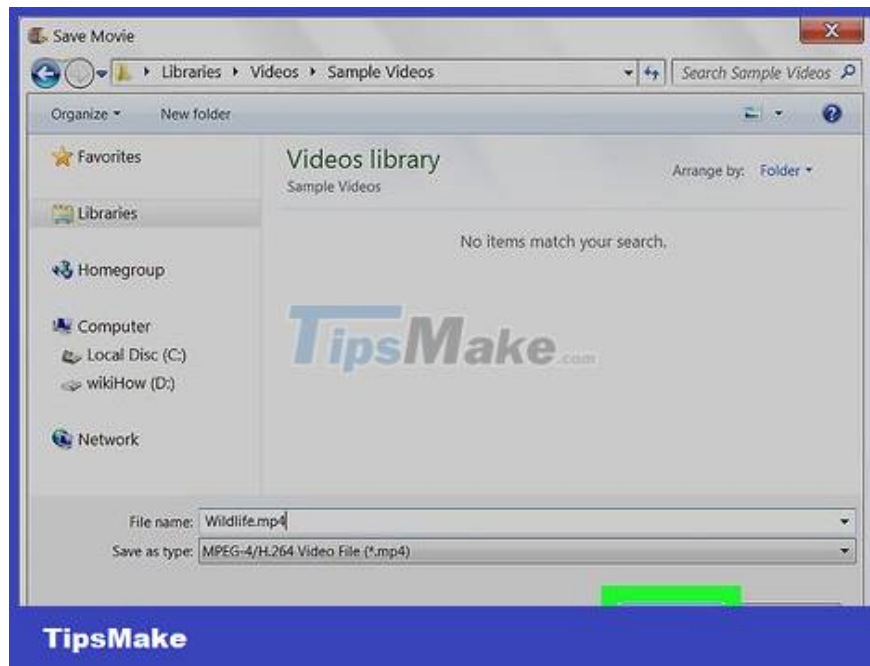 Save Movie
Libraries Videos Sample Videos
Search Sample Videos
Organize New folder
Favorites
Libraries
Homegroup
Computer
Local Disc (C:)
wikiHow (D:)
Network
Videos library
Sample Videos
Arrange by: Folder
No items match your search.
TipsMake.com
File name: Wildlife.mp4
Save as type: MPEG-4/H.264 Video File (*.mp4)
TipsMake